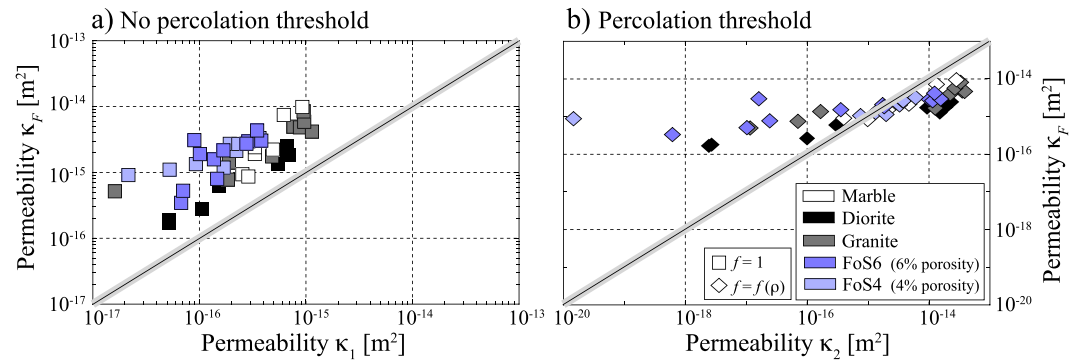 a) No percolation threshold
10-13
10-14
10-15
10-16
10-17
Permeability κF [m2]
10-17
10-16
10-15
10-14
10-13
Permeability κ1 [m2]
b) Percolation threshold
10-14
10-16
10-18
10-20
Permeability κF [m2]
Marble
Diorite
Granite
FoS6 (6% porosity)
FoS4 (4% porosity)
f = 1
f = f(ρ)
10-20
10-18
10-16
10-14
Permeability κ2 [m2]